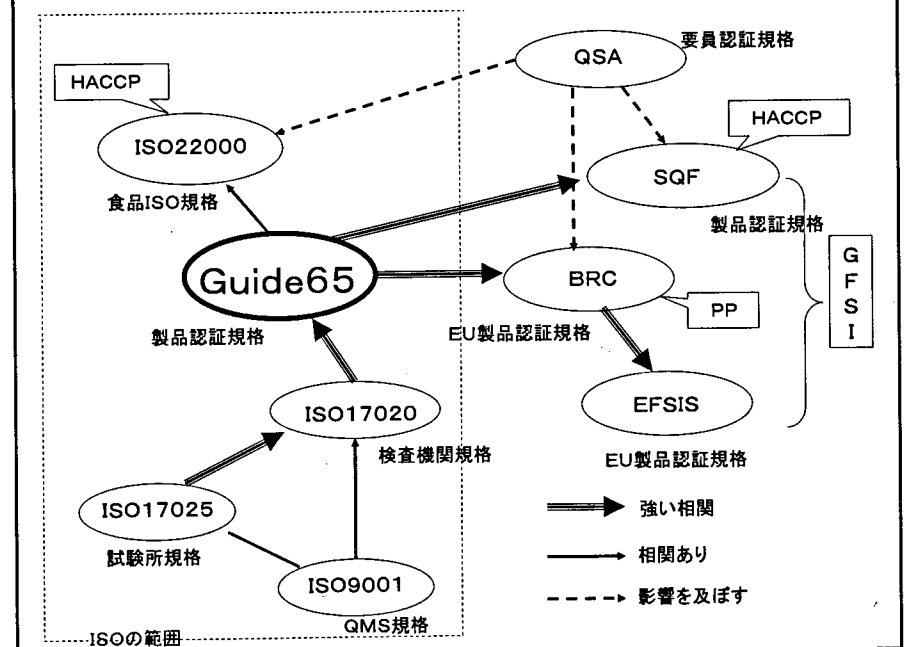 QSA
要員認証規格
HACCP
ISO22000
食品ISO規格
HACCP
SQF
製品認証規格
Guide65
製品認証規格
BRC
EU製品認証規格
PP
GFSI
ISO17020
検査機関規格
EFSIS
EU製品認証規格
ISO17025
試験所規格
ISO9001
QMS規格
強い相関
相関あり
影響を及ぼす
ISOの範囲